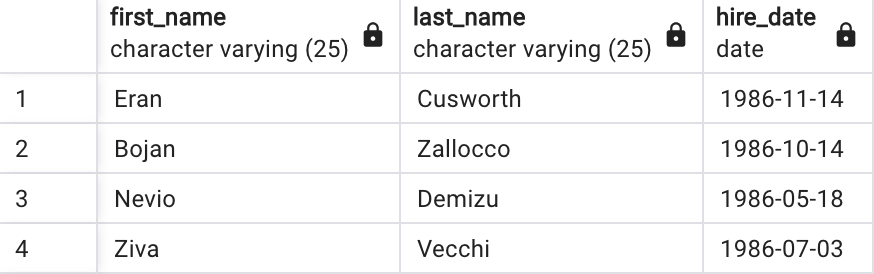 first_name last_name hire_date
character varying (25) character varying (25) date
1 Eran Cusworth 1986-11-14
2 Bojan Zallocco 1986-10-14
3 Nevio Demizu 1986-05-18
4 Ziva Vecchi 1986-07-03